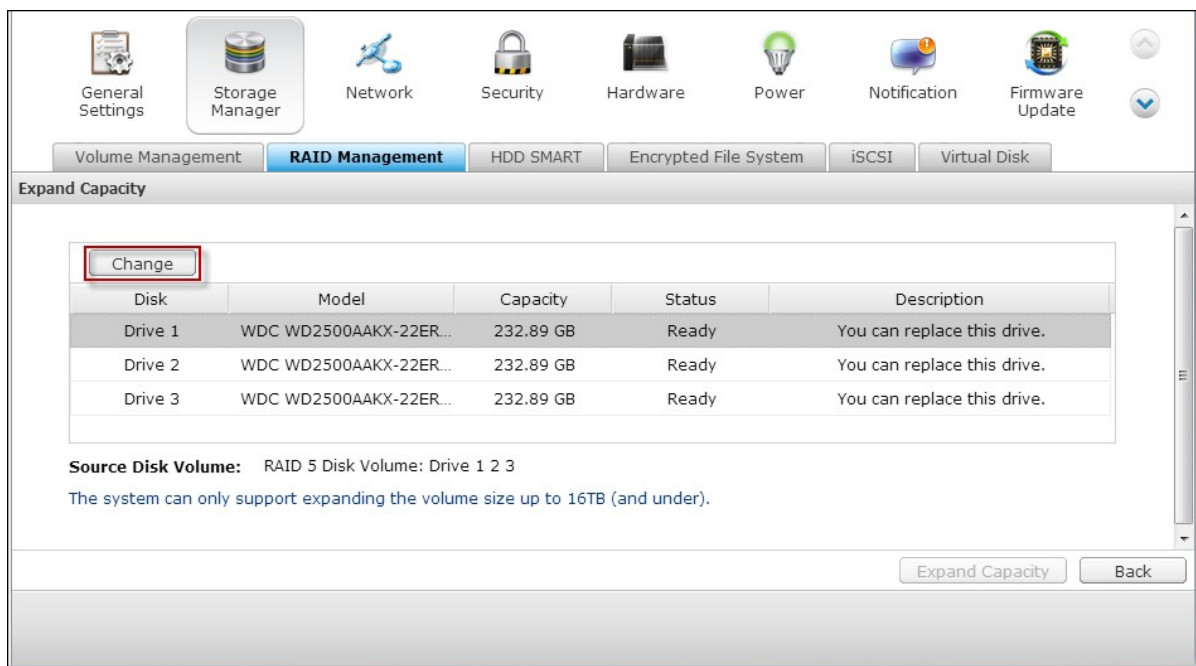 General Settings
Storage Manager
Network
Security
Hardware
Power
Notification
Firmware Update
Volume Management
RAID Management
HDD SMART
Encrypted File System
iSCSI
Virtual Disk
Expand Capacity
Change
Disk Model Capacity Status Description
Drive 1 WDC WD2500AAKX-22ER... 232.89 GB Ready You can replace this drive.
Drive 2 WDC WD2500AAKX-22ER... 232.89 GB Ready You can replace this drive.
Drive 3 WDC WD2500AAKX-22ER... 232.89 GB Ready You can replace this drive.
Source Disk Volume: RAID 5 Disk Volume: Drive 1 2 3
The system can only support expanding the volume size up to 16TB (and under).
Expand Capacity
Back